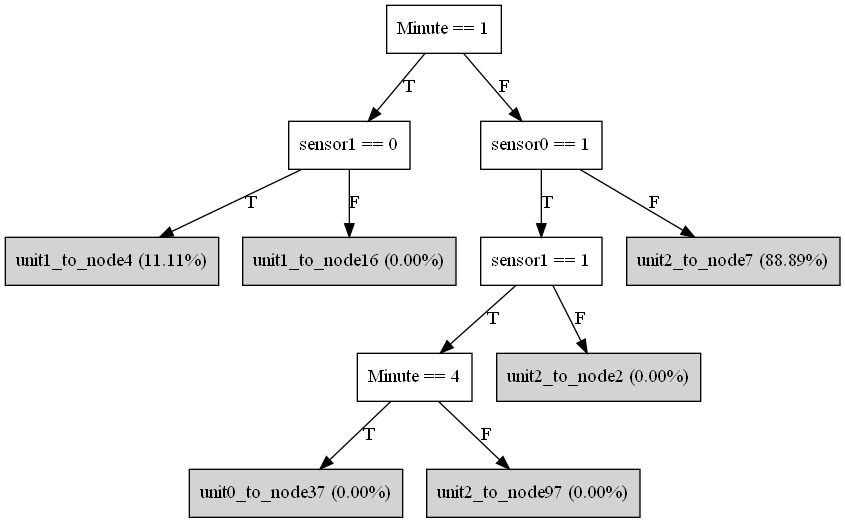 Minute == 1
T
F
sensor1 == 0
sensor0 == 1
T
F
T
F
unit1_to_node4 (11.11%)
unit1_to_node16 (0.00%)
sensor1 == 1
unit2_to_node7 (88.89%)
T
F
Minute == 4
unit2_to_node2 (0.00%)
T
F
unit0_to_node37 (0.00%)
unit2_to_node97 (0.00%)